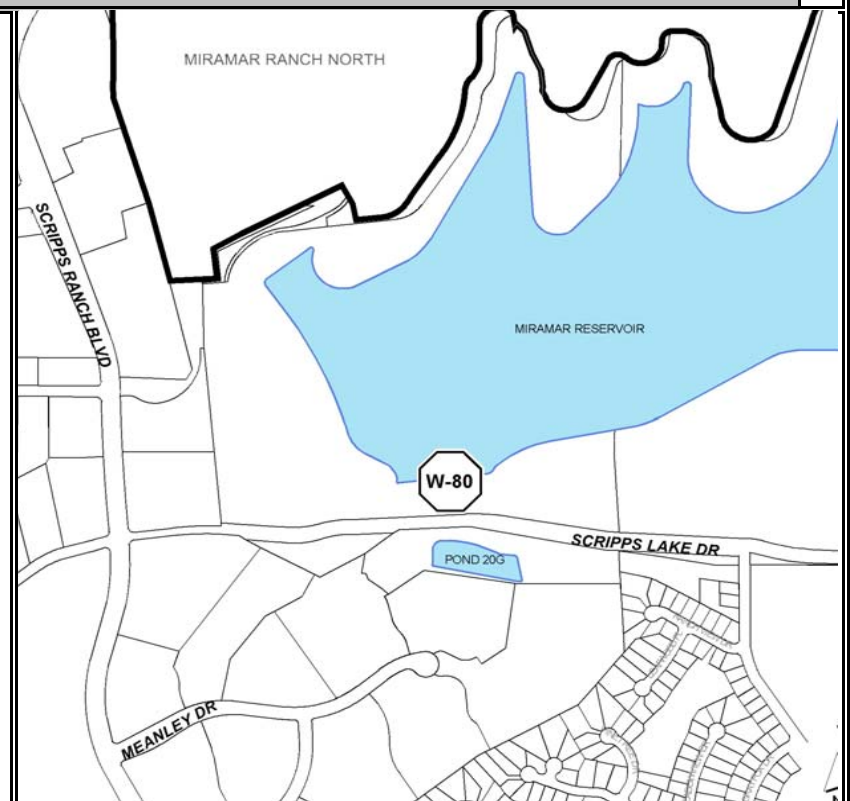 MIRAMAR RANCH NORTH
SCRIPPS RANCH BLVD
MIRAMAR RESERVOIR
W-80
SCRIPPS LAKE DR
POND 20G
MEANLEY DR